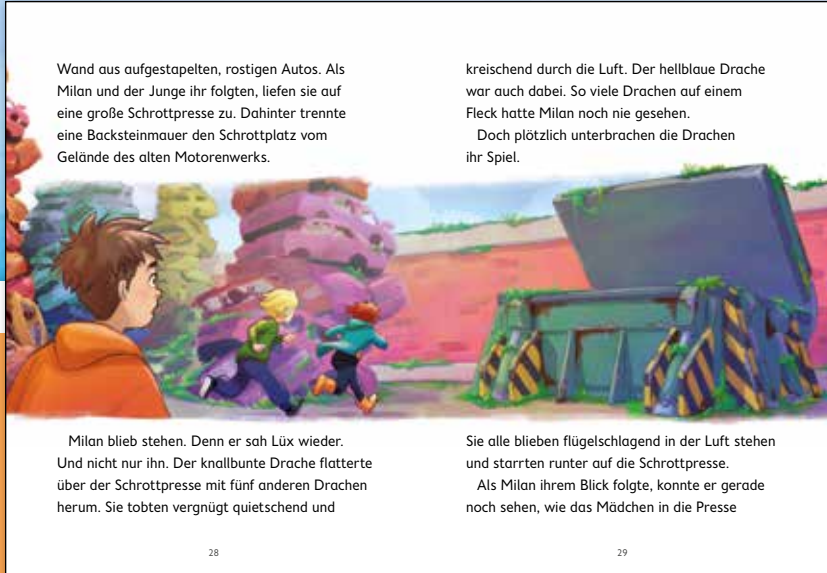 Wand aus aufgestapelten, rostigen Autos. Als
Milan und der Junge ihr folgten, liefen sie auf
eine große Schrottpresse zu. Dahinter trennte
eine Backsteinmauer den Schrottplatz vom
Gelände des alten Motorenwerks.
Milan blieb stehen. Denn er sah Lüx wieder.
Und nicht nur ihn. Der knallbunte Drache flatterte
über der Schrottpresse mit fünf anderen Drachen
herum. Sie tobten vergnügt quietschend und
28
kreischend durch die Luft. Der hellblaue Drache
war auch dabei. So viele Drachen auf einem
Fleck hatte Milan noch nie gesehen.
Doch plötzlich unterbrachen die Drachen
ihr Spiel.
Sie alle blieben flügelschlagend in der Luft stehen
und starrten runter auf die Schrottpresse.
Als Milan ihrem Blick folgte, konnte er gerade
noch sehen, wie das Mädchen in die Presse
29